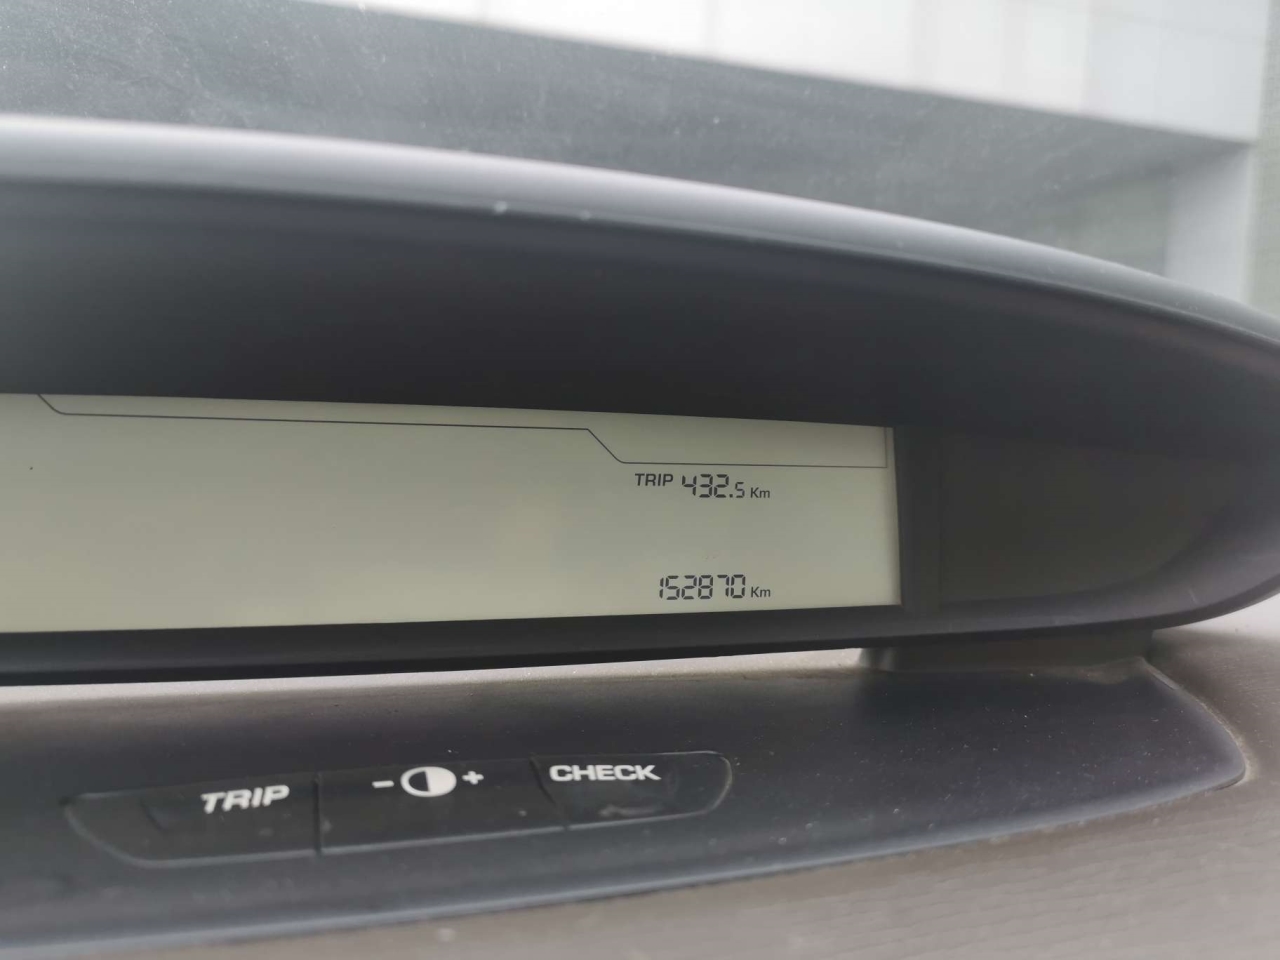 TRIP 432.5 Km
152870 Km
TRIP - + CHECK